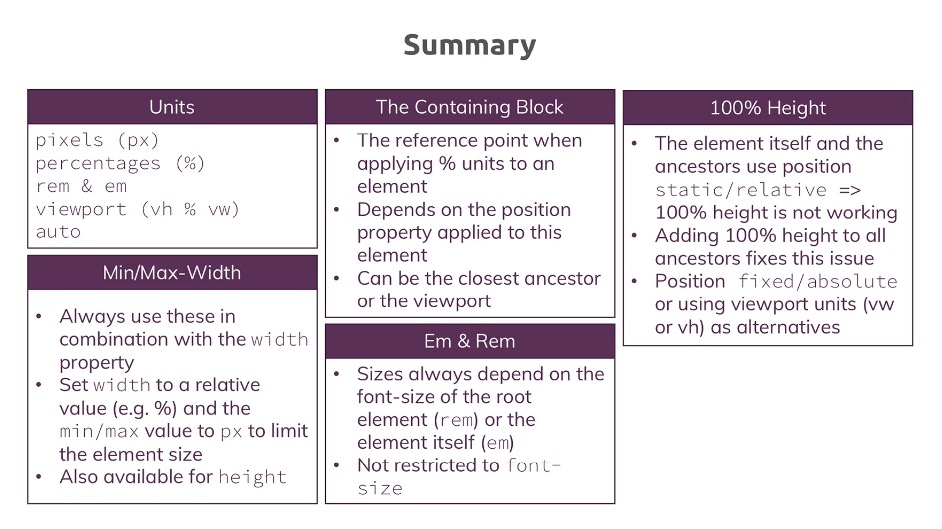 Summary
Units
pixels (px)
percentages (%)
rem & em
viewport (vh % vw)
auto
Min/Max-Width
• Always use these in
combination with the width
property
• Set width to a relative
value (e.g. %) and the
min/max value to px to limit
the element size
• Also available for height
The Containing Block
• The reference point when
applying % units to an
element
• Depends on the position
property applied to this
element
• Can be the closest ancestor
or the viewport
Em & Rem
• Sizes always depend on the
font-size of the root
element (rem) or the
element itself (em)
• Not restricted to font-
size
100% Height
• The element itself and the
ancestors use position
static/relative =>
100% height is not working
• Adding 100% height to all
ancestors fixes this issue
• Position fixed/absolute
or using viewport units (vw
or vh) as alternatives